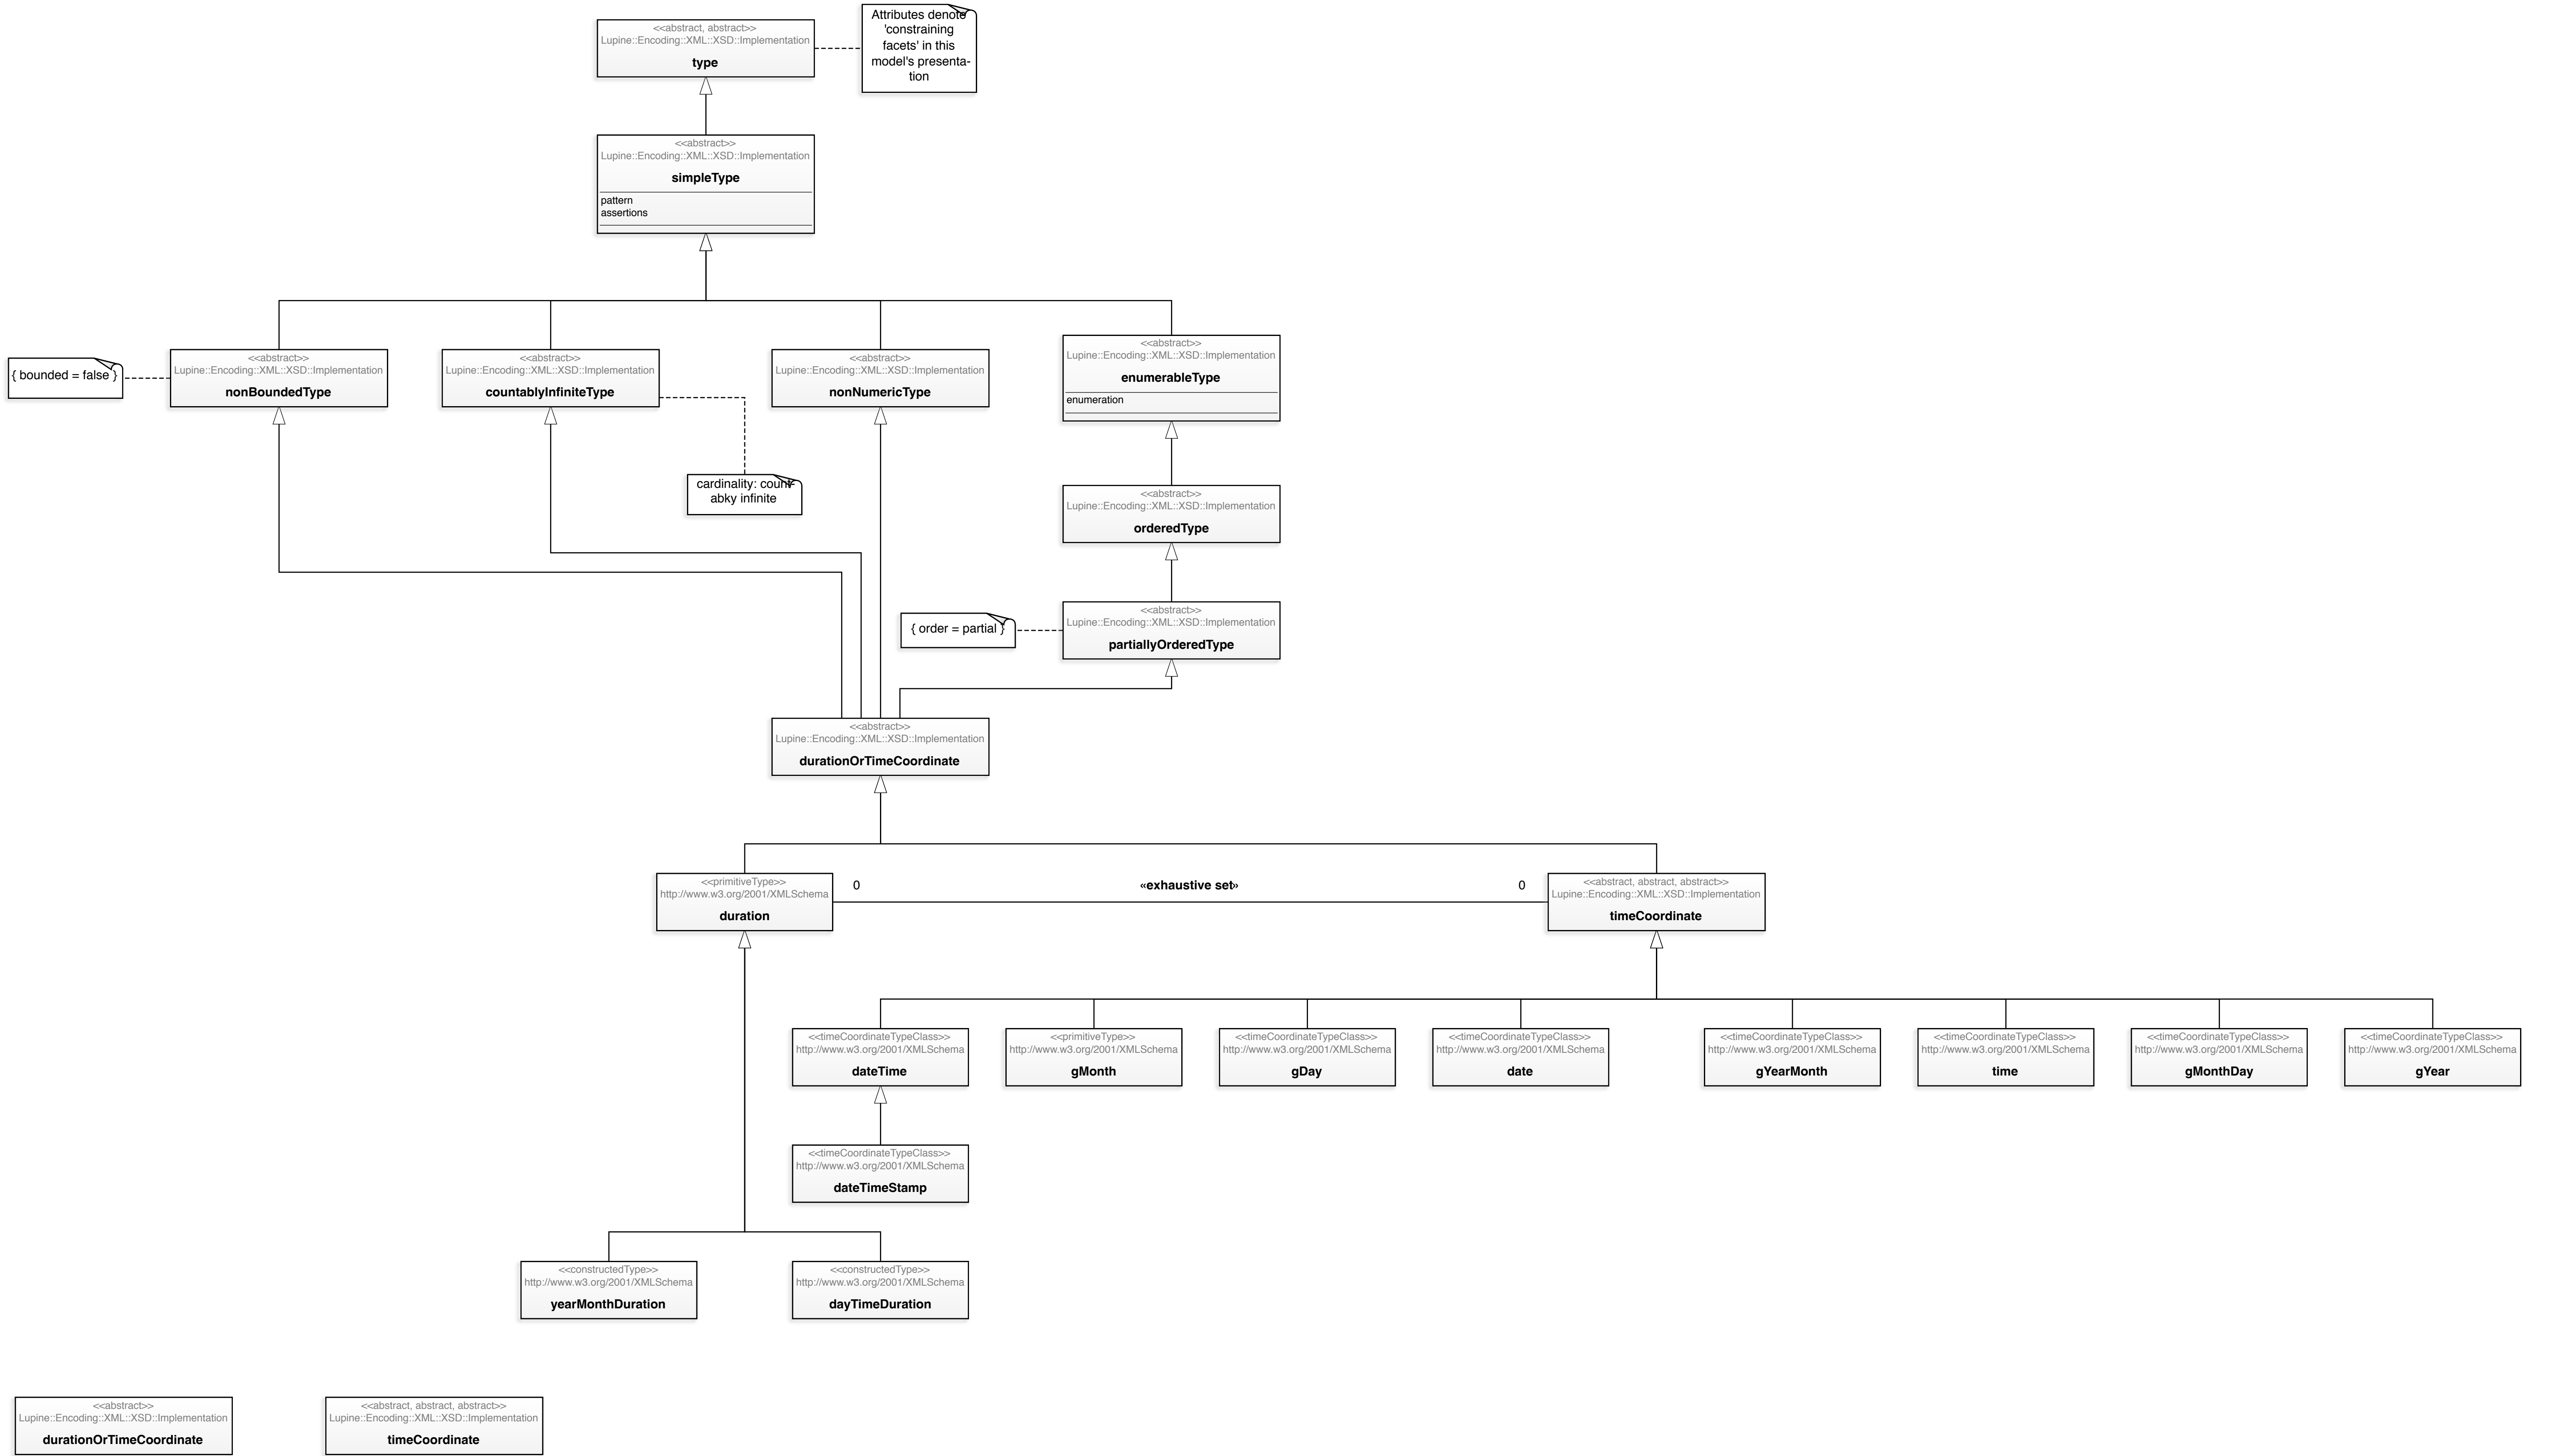 <<abstract, abstract>>
Lupine::Encoding::XML::XSD::Implementation
type
Attributes denote
'constraining
facets' in this
model's presenta-
tion
<<abstract>>
Lupine::Encoding::XML::XSD::Implementation
simpleType
pattern
assertions
{ bounded = false }
<<abstract>>
Lupine::Encoding::XML::XSD::Implementation
nonBoundedType
<<abstract>>
Lupine::Encoding::XML::XSD::Implementation
countablyInfiniteType
<<abstract>>
Lupine::Encoding::XML::XSD::Implementation
nonNumericType
<<abstract>>
Lupine::Encoding::XML::XSD::Implementation
enumerableType
enumeration
cardinality: count-
abky infinite
<<abstract>>
Lupine::Encoding::XML::XSD::Implementation
orderedType
{ order = partial }
<<abstract>>
Lupine::Encoding::XML::XSD::Implementation
partiallyOrderedType
<<abstract>>
Lupine::Encoding::XML::XSD::Implementation
durationOrTimeCoordinate
<<primitiveType>>
http://www.w3.org/2001/XMLSchema
duration
0
«exhaustive set»
0
<<abstract, abstract, abstract>>
Lupine::Encoding::XML::XSD::Implementation
timeCoordinate
<<timeCoordinateTypeClass>>
http://www.w3.org/2001/XMLSchema
dateTime
<<primitiveType>>
http://www.w3.org/2001/XMLSchema
gMonth
<<timeCoordinateTypeClass>>
http://www.w3.org/2001/XMLSchema
gDay
<<timeCoordinateTypeClass>>
http://www.w3.org/2001/XMLSchema
date
<<timeCoordinateTypeClass>>
http://www.w3.org/2001/XMLSchema
gYearMonth
<<timeCoordinateTypeClass>>
http://www.w3.org/2001/XMLSchema
time
<<timeCoordinateTypeClass>>
http://www.w3.org/2001/XMLSchema
gMonthDay
<<timeCoordinateTypeClass>>
http://www.w3.org/2001/XMLSchema
gYear
<<timeCoordinateTypeClass>>
http://www.w3.org/2001/XMLSchema
dateTimeStamp
<<constructedType>>
http://www.w3.org/2001/XMLSchema
yearMonthDuration
<<constructedType>>
http://www.w3.org/2001/XMLSchema
dayTimeDuration
<<abstract>>
Lupine::Encoding::XML::XSD::Implementation
durationOrTimeCoordinate
<<abstract, abstract, abstract>>
Lupine::Encoding::XML::XSD::Implementation
timeCoordinate